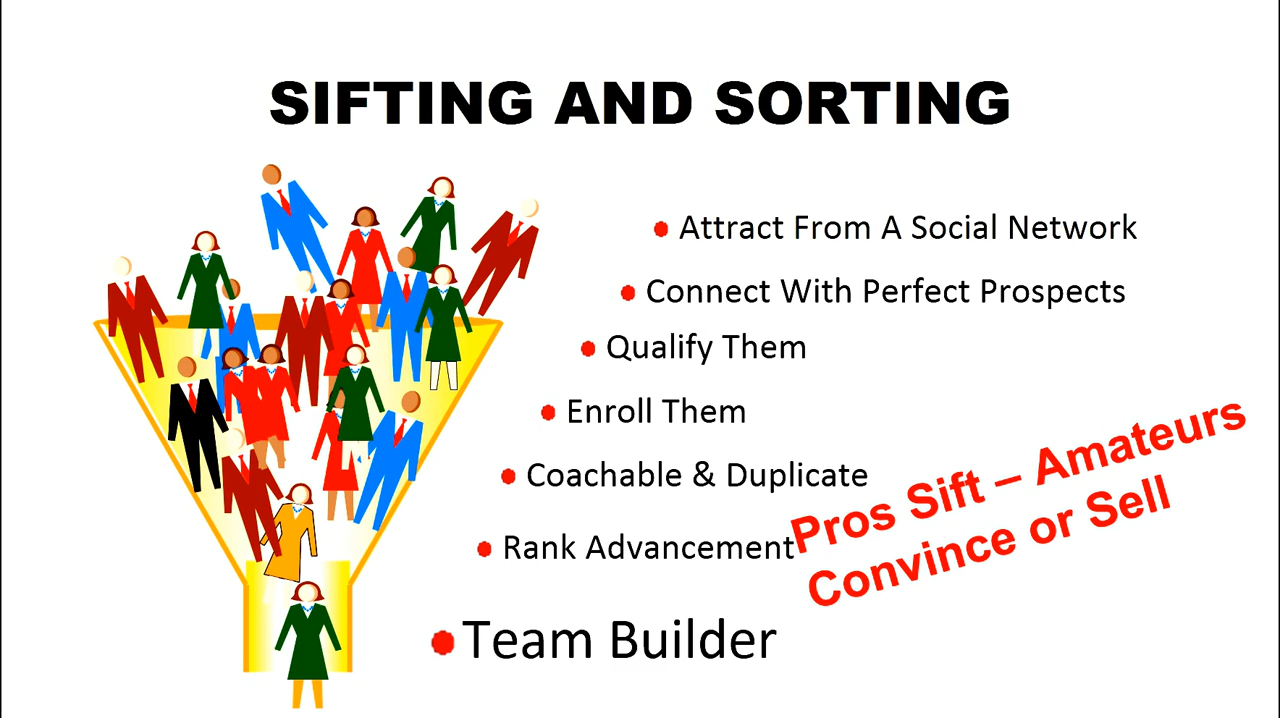 SIFTING AND SORTING
• Attract From A Social Network
• Connect With Perfect Prospects
• Qualify Them
• Enroll Them
• Coachable & Duplicate
• Rank Advancement
• Team Builder
Pros Sift – Amateurs
Convince or Sell